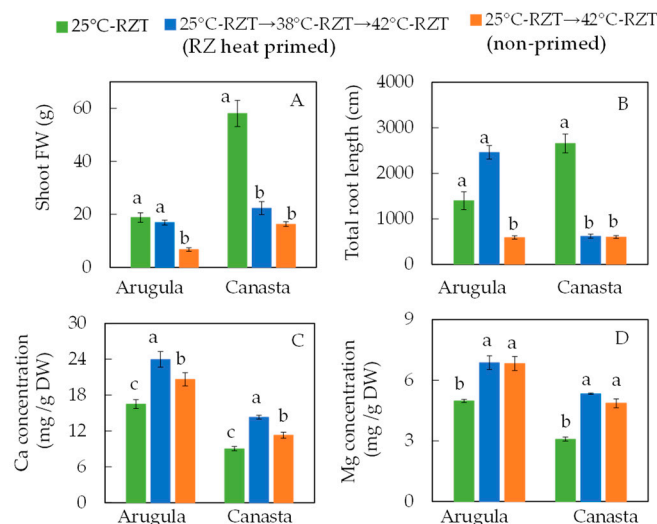 25°C-RZT 25°C-RZT→38°C-RZT→42°C-RZT 25°C-RZT→42°C-RZT
(RZ heat primed) (non-primed)
A
Shoot FW (g)
60
40
20
0
a a b
a b b
Arugula Canasta
B
Total root length (cm)
4000
3000
2000
1000
0
a a b
a b b
Arugula Canasta
C
Ca concentration
(mg /g DW)
30
24
18
12
6
0
c a b
c a b
Arugula Canasta
D
Mg concentration
(mg /g DW)
9
6
3
0
b a a
b a a
Arugula Canasta